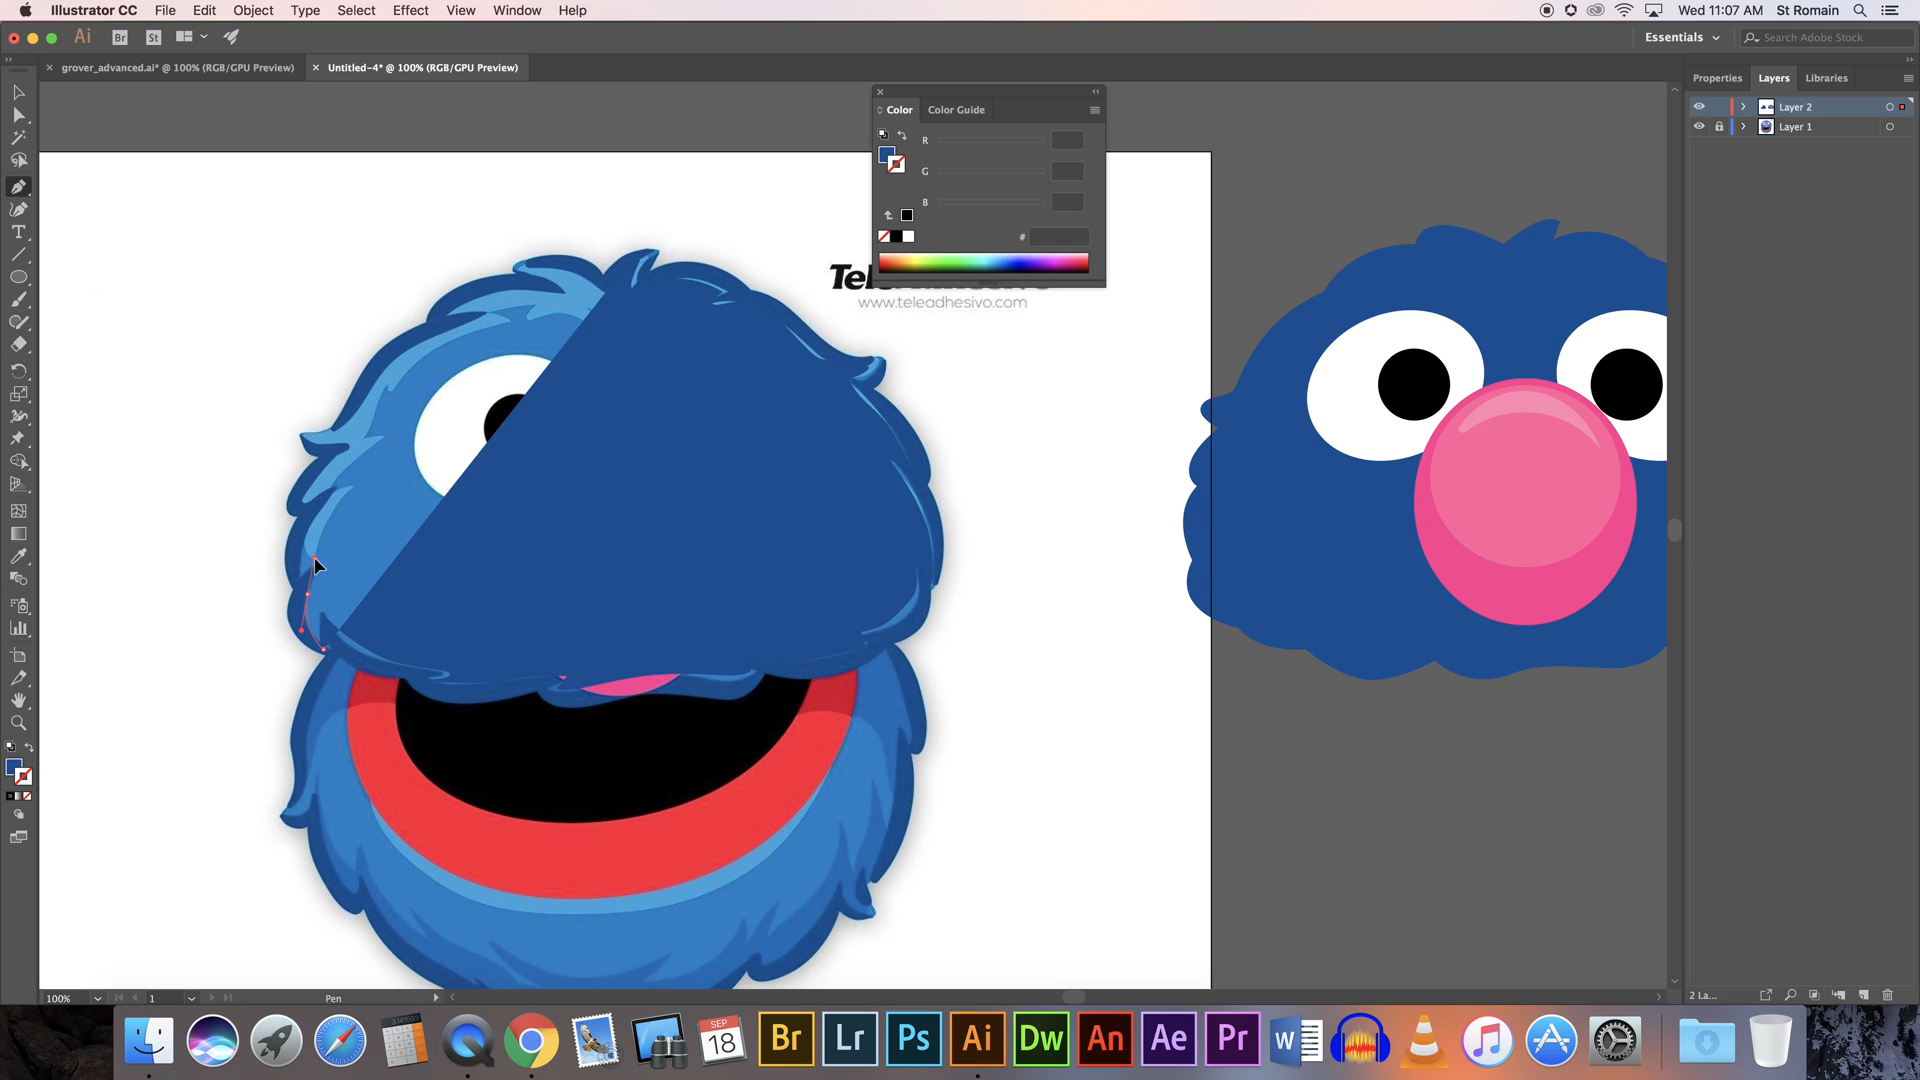 Illustrator CC File Edit Object Type Select Effect View Window Help
Wed 11:07 AM St Romain
Ai Br St
Essentials
Search Adobe Stock
× grover_advanced.ai* @ 100% (RGB/GPU Preview)
× Untitled-4* @ 100% (RGB/GPU Preview)
Properties Layers Libraries
Color Color Guide
Layer 2
Layer 1
R
G
B
#
www.teleadhesivo.com
100%
1
Pen
2 La...
SEP
18
Br Lr Ps Ai Dw An Ae Pr W